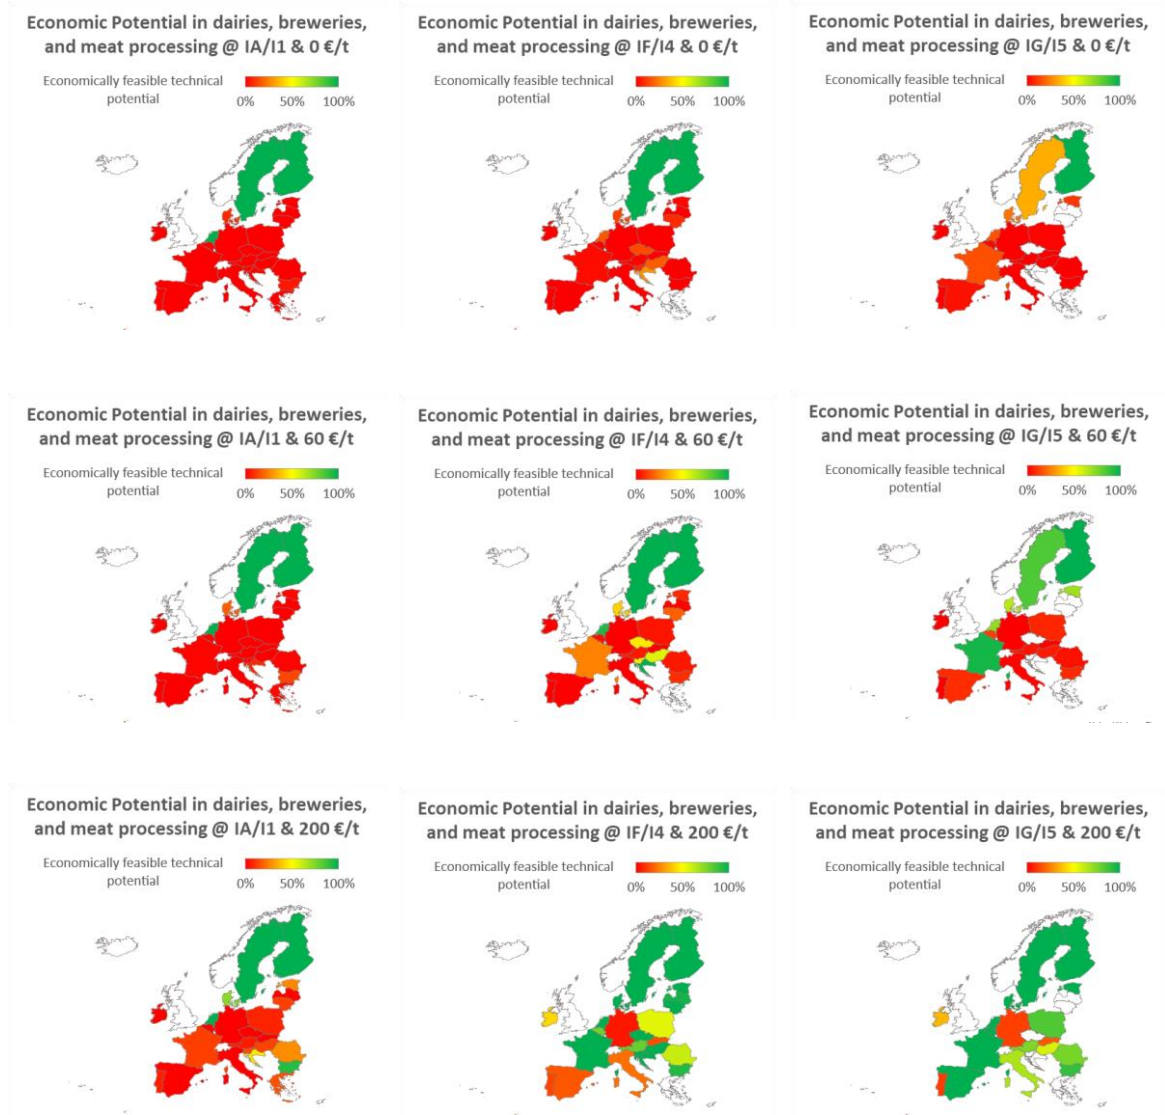 Economic Potential in dairies, breweries,
and meat processing @ IA/I1 & 0 €/t
Economically feasible technical
potential
0% 50% 100%
Economic Potential in dairies, breweries,
and meat processing @ IF/I4 & 0 €/t
Economically feasible technical
potential
0% 50% 100%
Economic Potential in dairies, breweries,
and meat processing @ IG/I5 & 0 €/t
Economically feasible technical
potential
0% 50% 100%
Economic Potential in dairies, breweries,
and meat processing @ IA/I1 & 60 €/t
Economically feasible technical
potential
0% 50% 100%
Economic Potential in dairies, breweries,
and meat processing @ IF/I4 & 60 €/t
Economically feasible technical
potential
0% 50% 100%
Economic Potential in dairies, breweries,
and meat processing @ IG/I5 & 60 €/t
Economically feasible technical
potential
0% 50% 100%
Economic Potential in dairies, breweries,
and meat processing @ IA/I1 & 200 €/t
Economically feasible technical
potential
0% 50% 100%
Economic Potential in dairies, breweries,
and meat processing @ IF/I4 & 200 €/t
Economically feasible technical
potential
0% 50% 100%
Economic Potential in dairies, breweries,
and meat processing @ IG/I5 & 200 €/t
Economically feasible technical
potential
0% 50% 100%